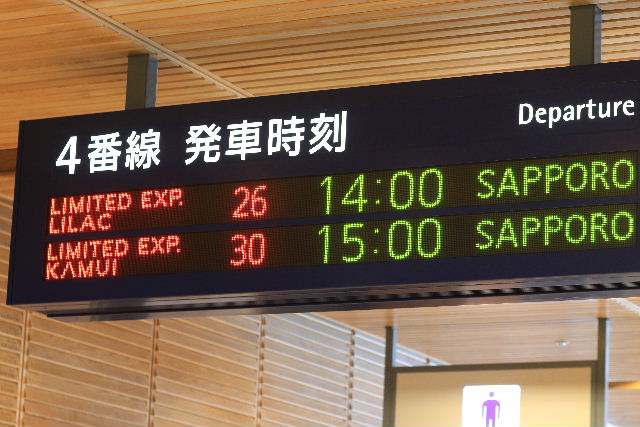 4番線 発車時刻 Departure
LIMITED EXP. LILAC 26 14:00 SAPPORO
LIMITED EXP. KAMUI 30 15:00 SAPPORO